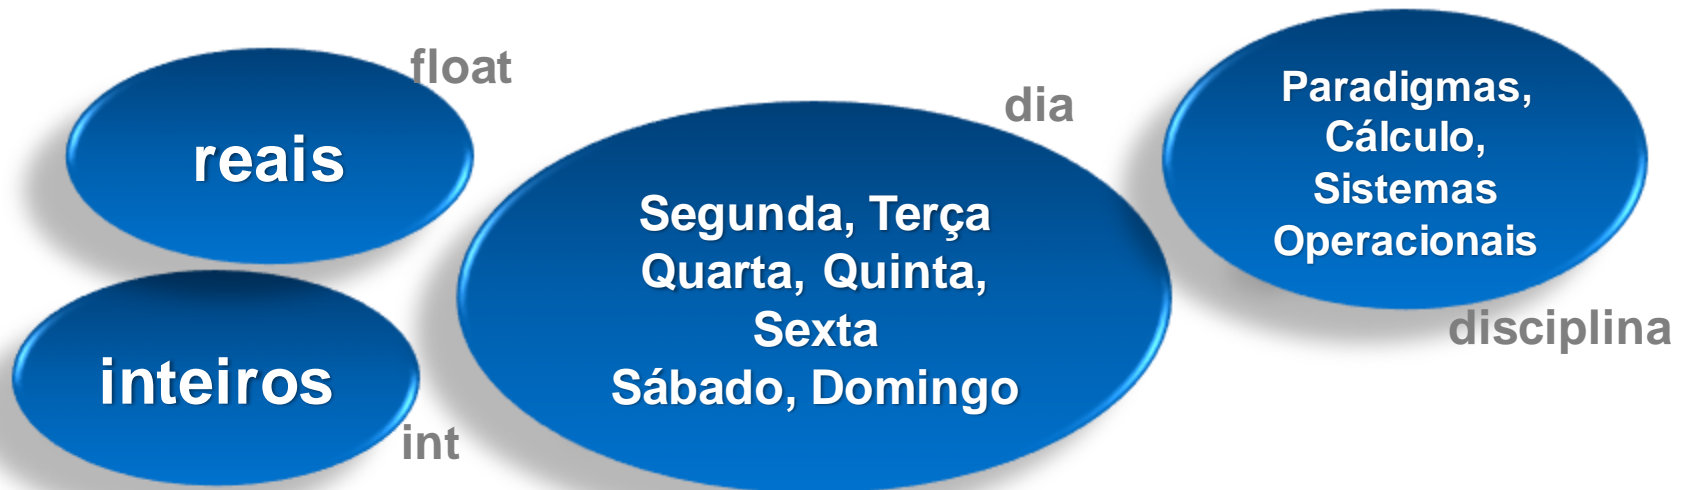 float
reais
inteiros
int
dia
Segunda, Terça
Quarta, Quinta,
Sexta
Sábado, Domingo
Paradigmas,
Cálculo,
Sistemas
Operacionais
disciplina